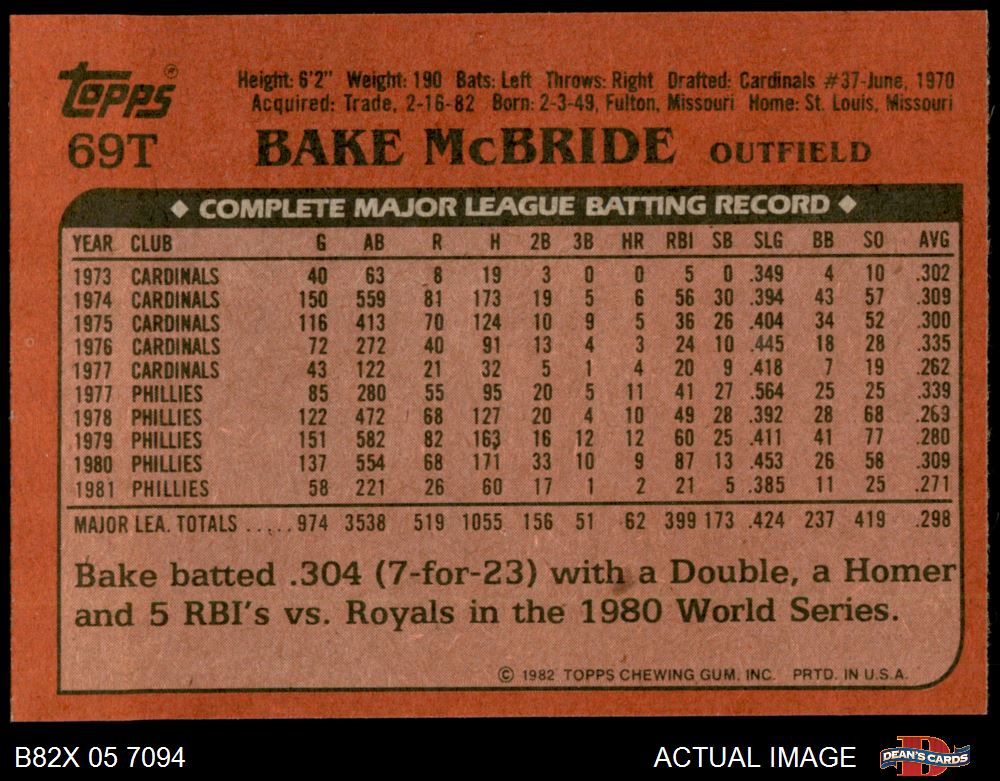 Topps®
Height: 6'2" Weight: 190 Bats: Left Throws: Right Drafted: Cardinals #37-June, 1970
Acquired: Trade, 2-16-82 Born: 2-3-49, Fulton, Missouri Home: St. Louis, Missouri
69T BAKE McBRIDE OUTFIELD
◆ COMPLETE MAJOR LEAGUE BATTING RECORD ◆
YEAR CLUB G AB R H 2B 3B HR RBI SB SLG BB SO AVG
1973 CARDINALS 40 63 8 19 3 0 0 5 0 .349 4 10 .302
1974 CARDINALS 150 559 81 173 19 5 6 56 30 .394 43 57 .309
1975 CARDINALS 116 413 70 124 10 9 5 36 26 .404 34 52 .300
1976 CARDINALS 72 272 40 91 13 4 3 24 10 .445 18 28 .335
1977 CARDINALS 43 122 21 32 5 1 4 20 9 .418 7 19 .262
1977 PHILLIES 85 280 55 95 20 5 11 41 27 .564 25 25 .339
1978 PHILLIES 122 472 68 127 20 4 10 49 28 .392 28 68 .269
1979 PHILLIES 151 582 82 163 16 12 12 60 25 .411 41 77 .280
1980 PHILLIES 137 554 68 171 33 10 9 87 13 .453 26 58 .309
1981 PHILLIES 58 221 26 60 17 1 2 21 5 .385 11 25 .271
MAJOR LEA. TOTALS .....974 3538 519 1055 156 51 62 399 173 .424 237 419 .298
Bake batted .304 (7-for-23) with a Double, a Homer
and 5 RBI's vs. Royals in the 1980 World Series.
© 1982 TOPPS CHEWING GUM, INC. PRTD. IN U.S.A.
B82X 05 7094 ACTUAL IMAGE DEAN'S CARDS